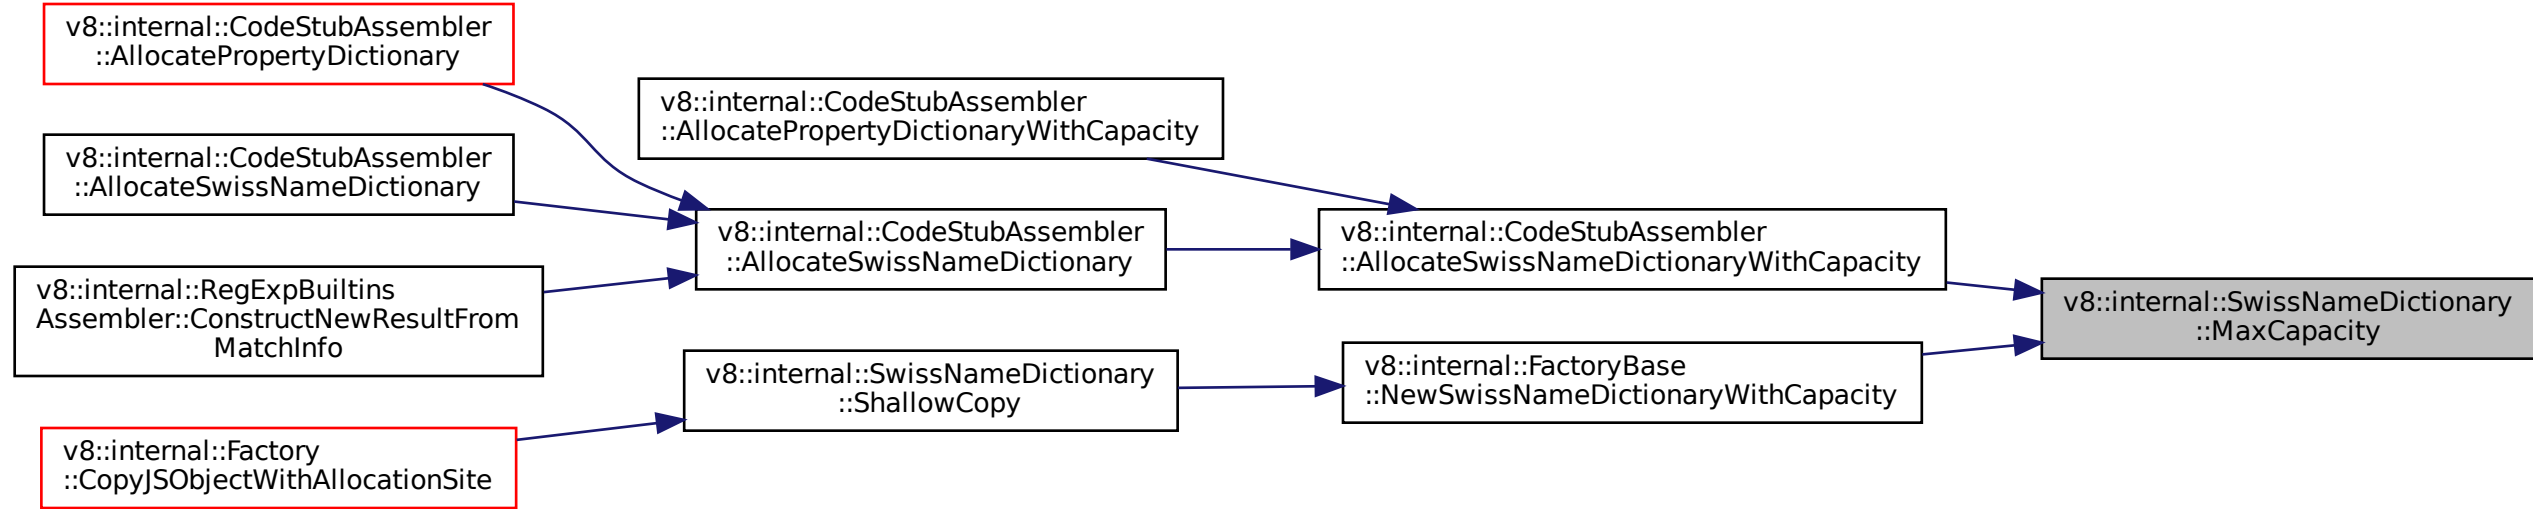 v8::internal::CodeStubAssembler
::AllocatePropertyDictionary
v8::internal::CodeStubAssembler
::AllocateSwissNameDictionary
v8::internal::RegExpBuiltins
Assembler::ConstructNewResultFrom
MatchInfo
v8::internal::Factory
::CopyJSObjectWithAllocationSite
v8::internal::CodeStubAssembler
::AllocatePropertyDictionaryWithCapacity
v8::internal::CodeStubAssembler
::AllocateSwissNameDictionary
v8::internal::SwissNameDictionary
::ShallowCopy
v8::internal::CodeStubAssembler
::AllocateSwissNameDictionaryWithCapacity
v8::internal::FactoryBase
::NewSwissNameDictionaryWithCapacity
v8::internal::SwissNameDictionary
::MaxCapacity